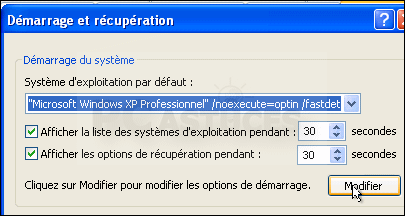 Démarrage et récupération
?
Démarrage du système
Système d'exploitation par défaut :
"Microsoft Windows XP Professionnel" /noexecute=optin /fastdet
Afficher la liste des systèmes d'exploitation pendant : 30 secondes
Afficher les options de récupération pendant : 30 secondes
Cliquez sur Modifier pour modifier les options de démarrage. Modifier
ASTUCES